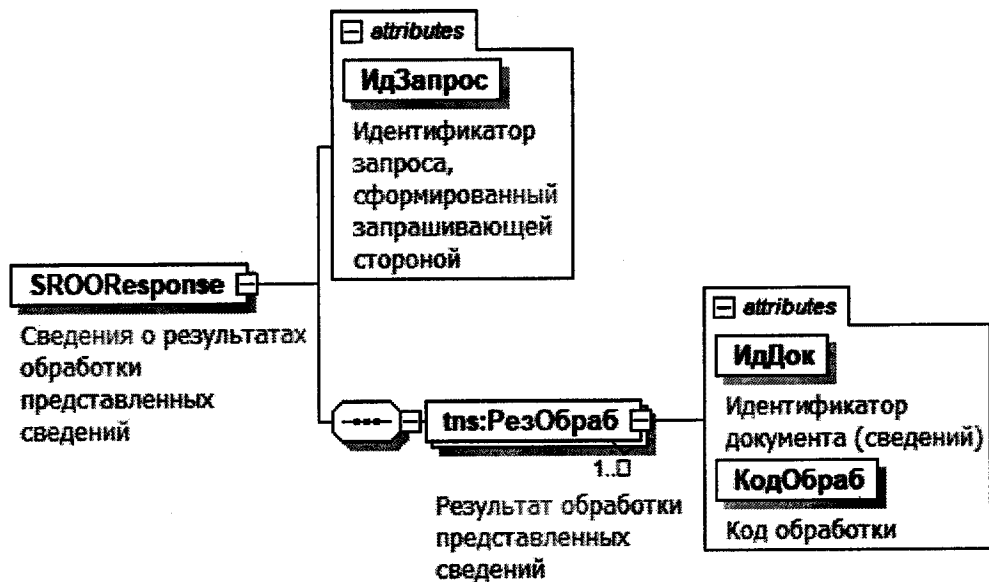 attributes
ИдЗапрос
Идентификатор
запроса,
сформированный
запрашивающей
стороной
SROOResponse
Сведения о результатах
обработки
представленных
сведений
attributes
ИдДок
Идентификатор
документа (сведений)
КодОбраб
Код обработки
tns:РезОбраб
1..□
Результат обработки
представленных
сведений